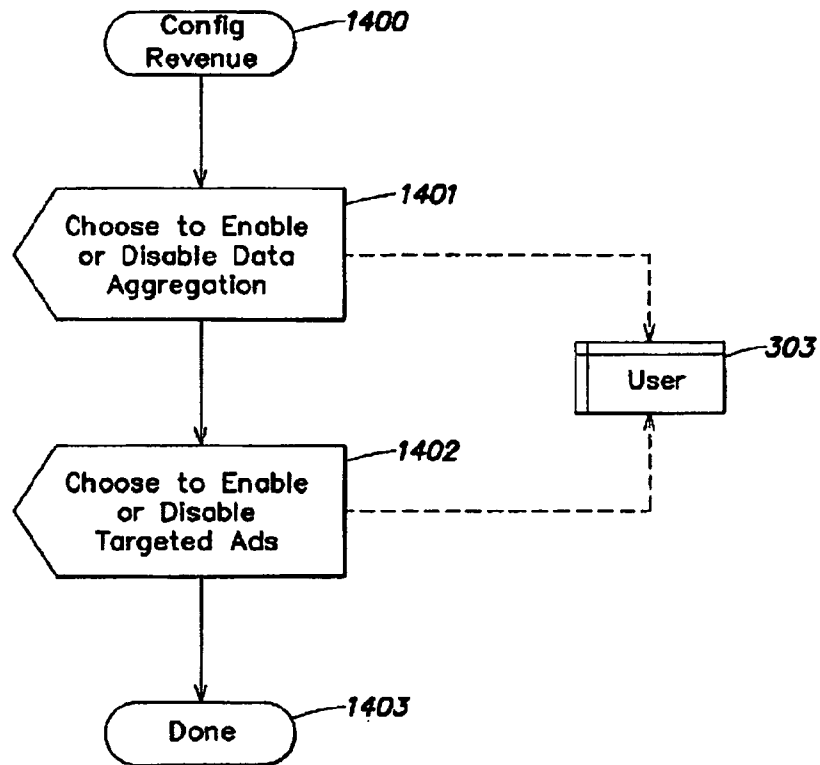 Config
Revenue
1400
Choose to Enable
or Disable Data
Aggregation
1401
User
303
Choose to Enable
or Disable
Targeted Ads
1402
Done
1403